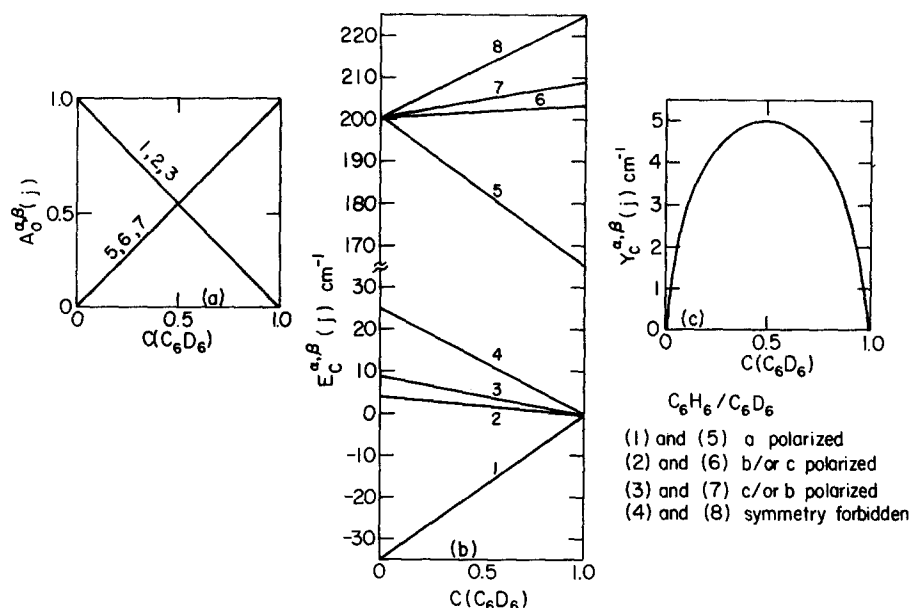 1.0
0.5
0
A₀^α,β(j)
1,2,3
5,6,7
(a)
0 0.5 1.0
C(C₆D₆)
220
210
200
190
180
170
160
30
20
10
0
-10
-20
-30
E_C^α,β(j) cm⁻¹
8
7
6
5
4
3
2
1
(b)
0 0.5 1.0
C(C₆D₆)
5
4
3
2
1
0
γ_C^α,β(j) cm⁻¹
(c)
0 0.5 1.0
C(C₆D₆)
C₆H₆/C₆D₆
(1) and (5) a polarized
(2) and (6) b/or c polarized
(3) and (7) c/or b polarized
(4) and (8) symmetry forbidden